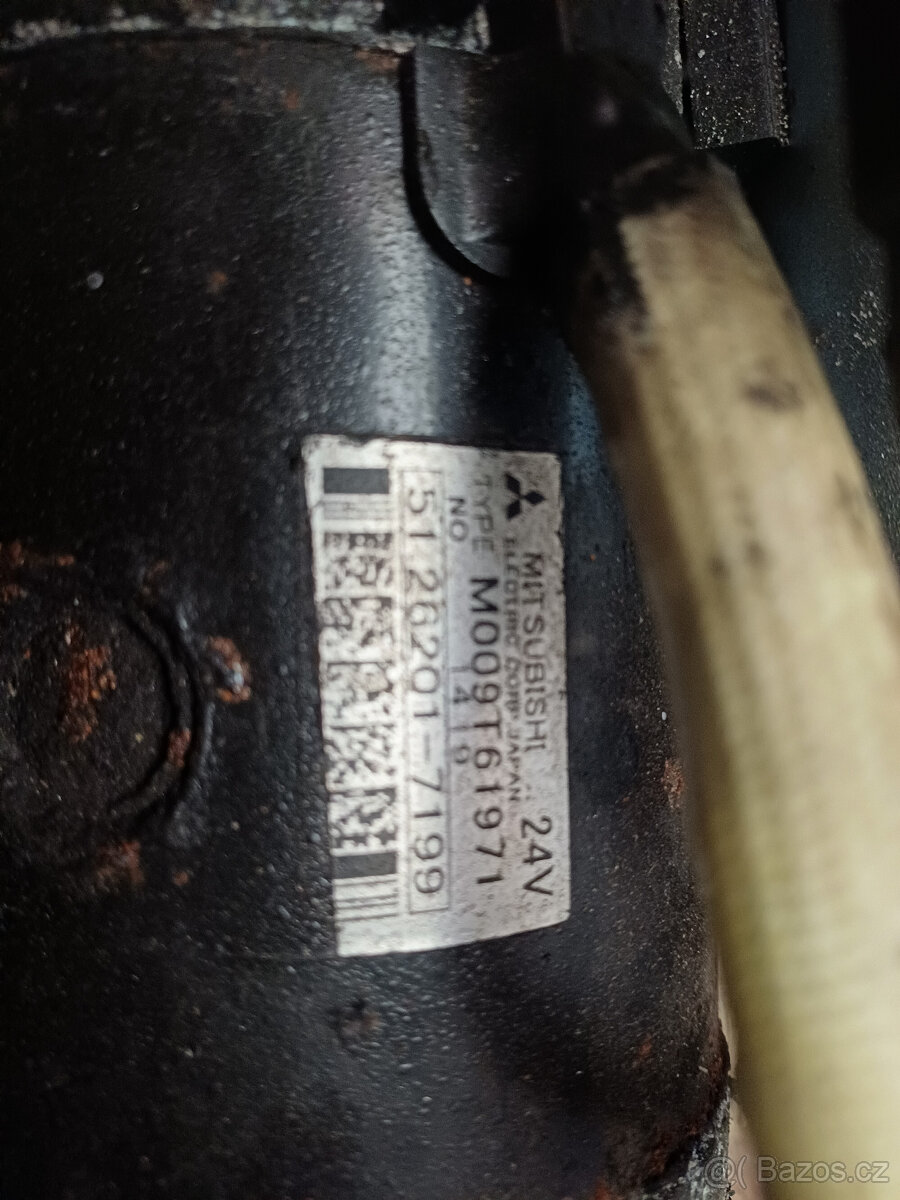 MITSUBISHI 24V
ELECTRIC CORP. JAPAN
TYPE M009T61971
NO 1419
51 26201-7199
@( Bazos.cz